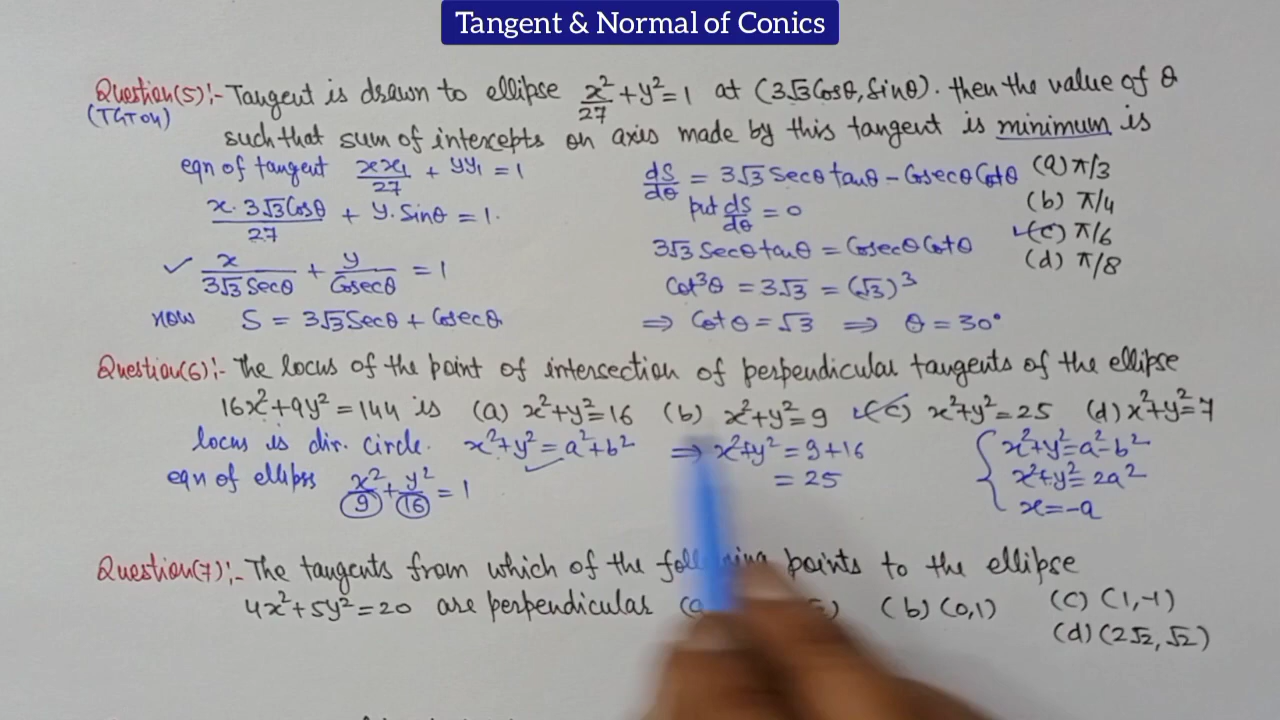 Tangent & Normal of Conics
Question(5):- Tangent is drawn to ellipse x²/27 + y² = 1 at (3√3 Cosθ, Sinθ). then the value of θ
(TGT04)
such that sum of intercepts on axis made by this tangent is minimum is
eqn of tangent xx₁/27 + yy₁ = 1
x·3√3Cosθ/27 + y·Sinθ = 1.
✓ x/3√3Secθ + y/Cosecθ = 1
now S = 3√3Secθ + Cosecθ
dS/dθ = 3√3 Secθ tanθ − Cosecθ Cotθ
put dS/dθ = 0
3√3 Secθ tanθ = Cosecθ Cotθ
Cot³θ = 3√3 = (√3)³
⇒ Cotθ = √3 ⇒ θ = 30°
(a) π/3
(b) π/4
✓(c) π/6
(d) π/8
Question(6):- The locus of the point of intersection of perpendicular tangents of the ellipse
16x²+9y²=144 is (a) x²+y²=16 (b) x²+y²=9 ✓(c) x²+y²=25 (d) x²+y²=7
locus is dir. circle. x²+y² = a²+b² ⇒ x²+y² = 9+16
= 25
eqn of ellips x²/9 + y²/16 = 1
{ x²+y²=a²−b²
x²+y²=2a²
x=−a
Question(7):- The tangents from which of the following points to the ellipse
4x²+5y²=20 are perpendicular (b) (0,1) (c) (1,-1)
(d) (2√2, √2)